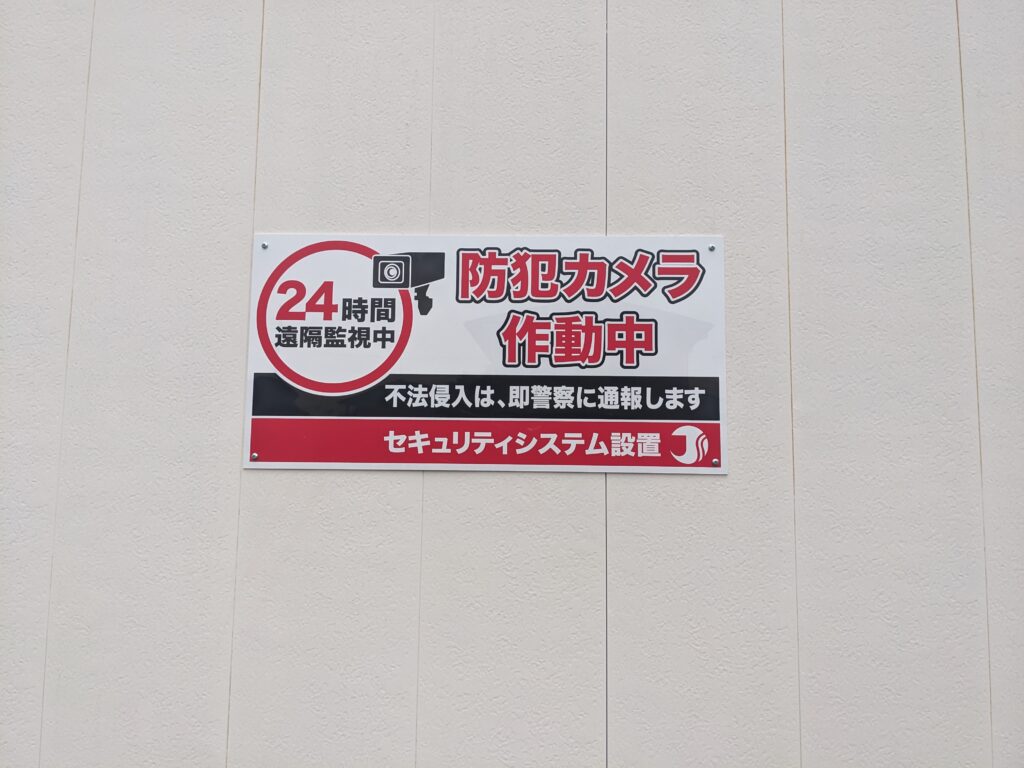 24時間
遠隔監視中
防犯カメラ
作動中
不法侵入は、即警察に通報します
セキュリティシステム設置